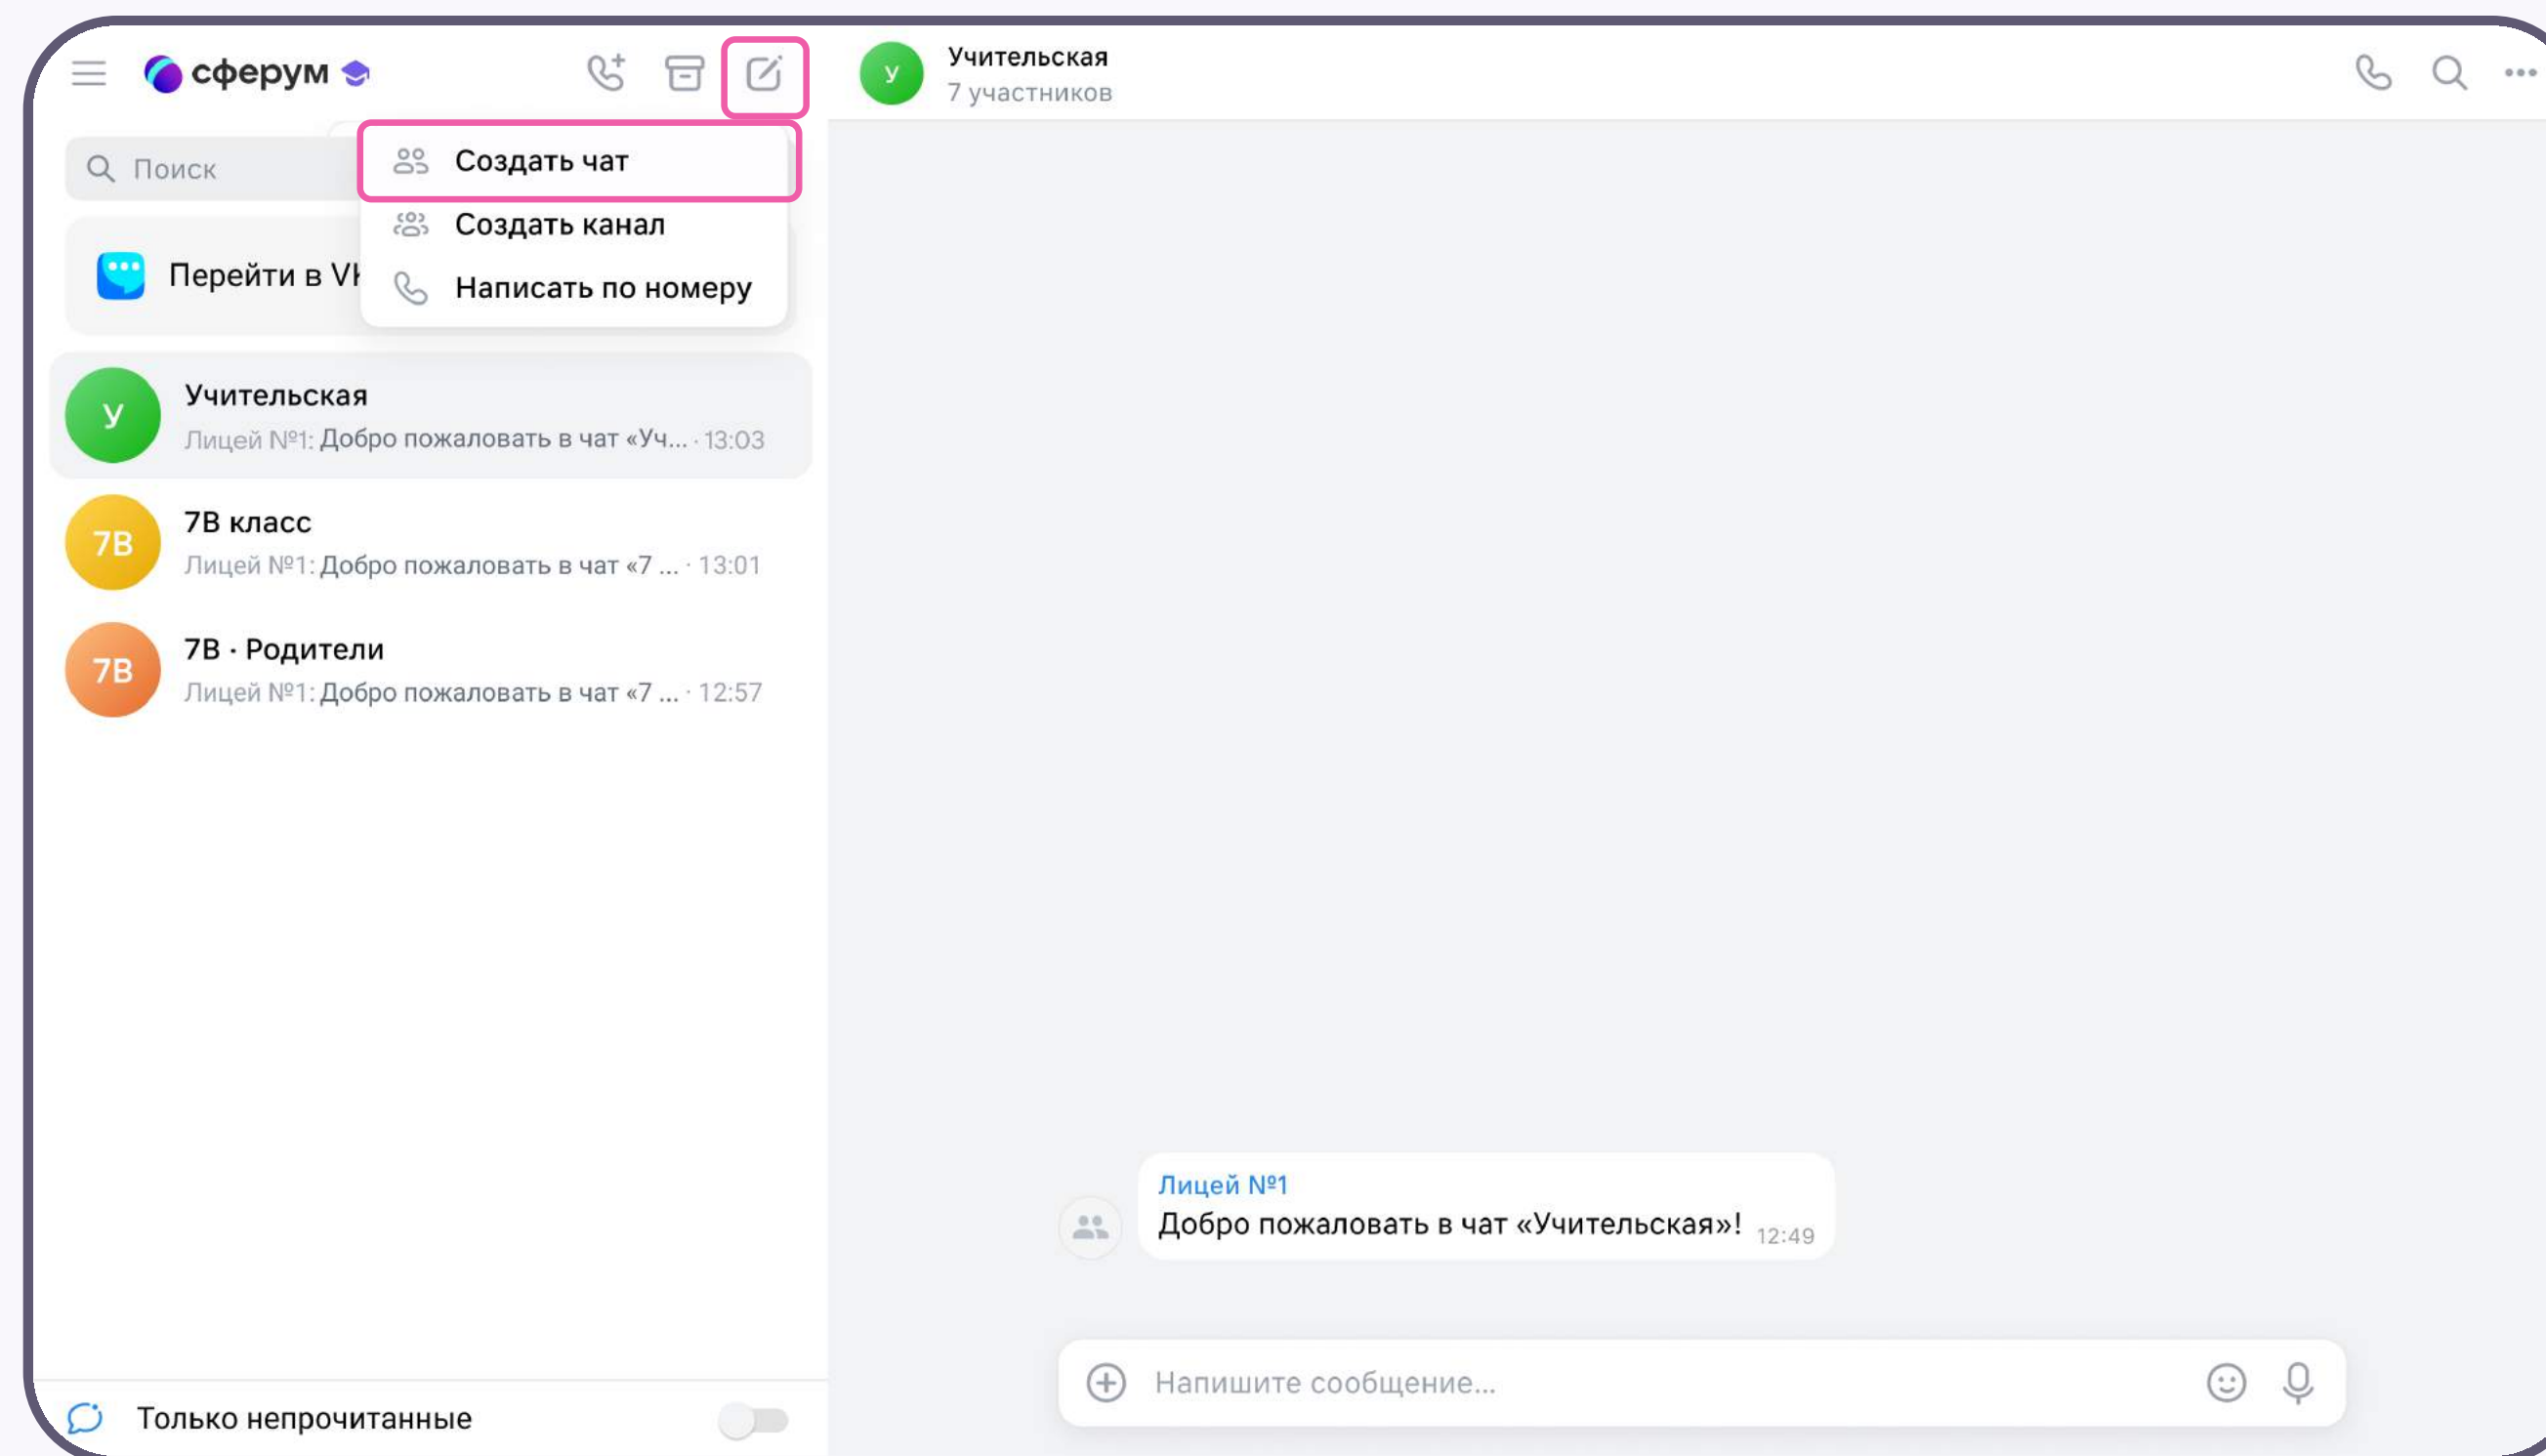 сферум
Поиск
Создать чат
Создать канал
Написать по номеру
Перейти в VK
У
Учительская
Лицей №1: Добро пожаловать в чат «Уч... · 13:03
7В
7В класс
Лицей №1: Добро пожаловать в чат «7 ... · 13:01
7В
7В · Родители
Лицей №1: Добро пожаловать в чат «7 ... · 12:57
Только непрочитанные
У
Учительская
7 участников
Лицей №1
Добро пожаловать в чат «Учительская»! 12:49
Напишите сообщение...